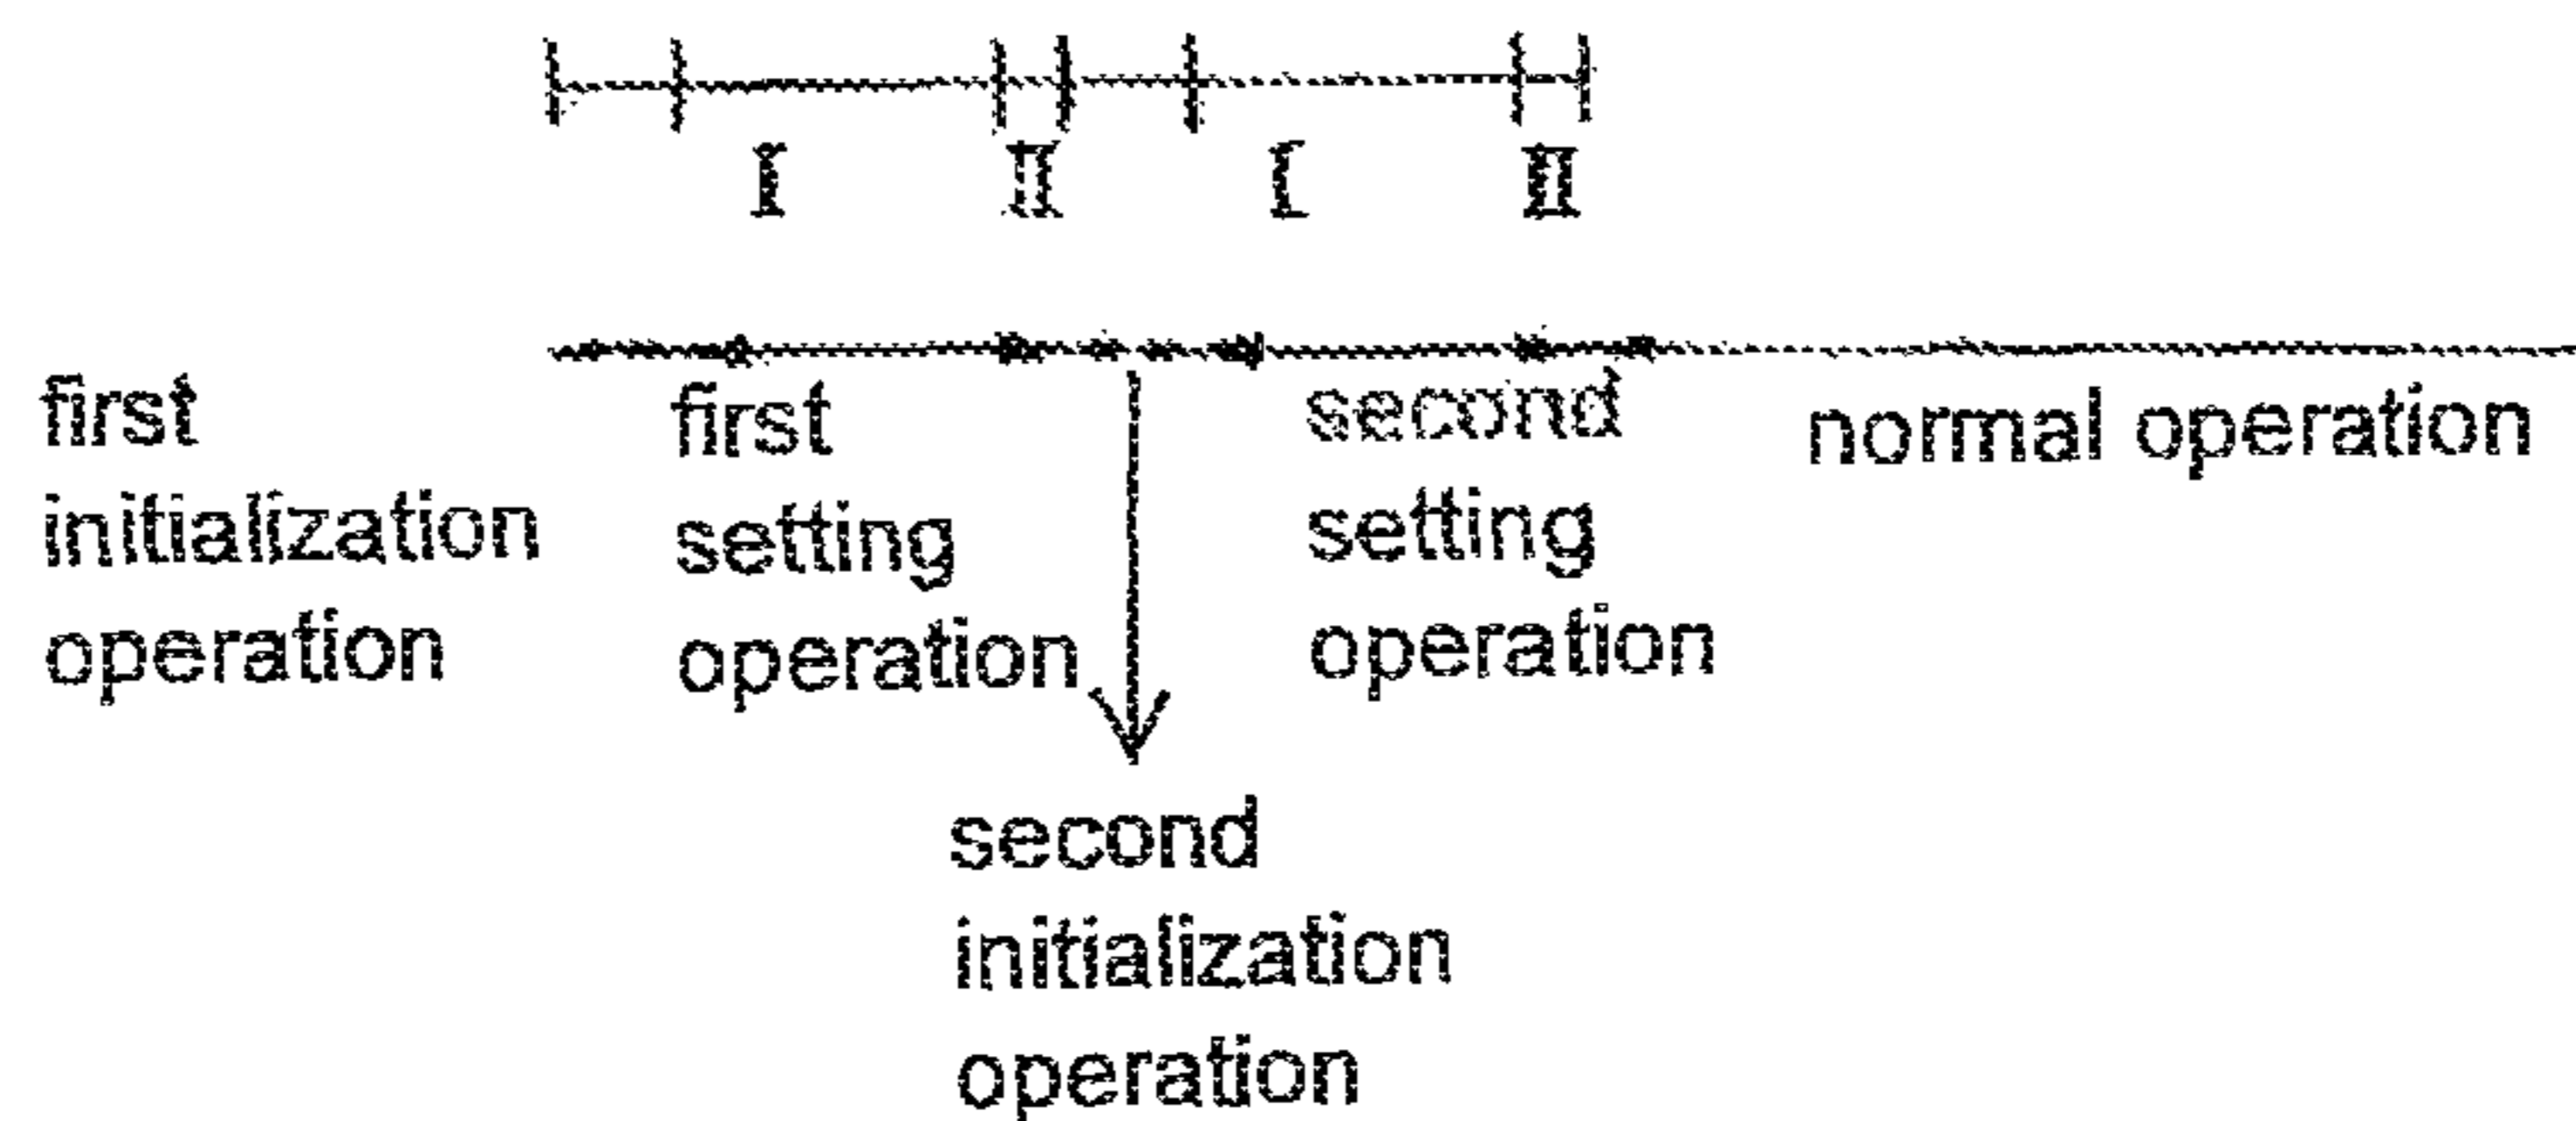 I II I II
first
initialization
operation
first
setting
operation
second
setting
operation
normal operation
second
initialization
operation